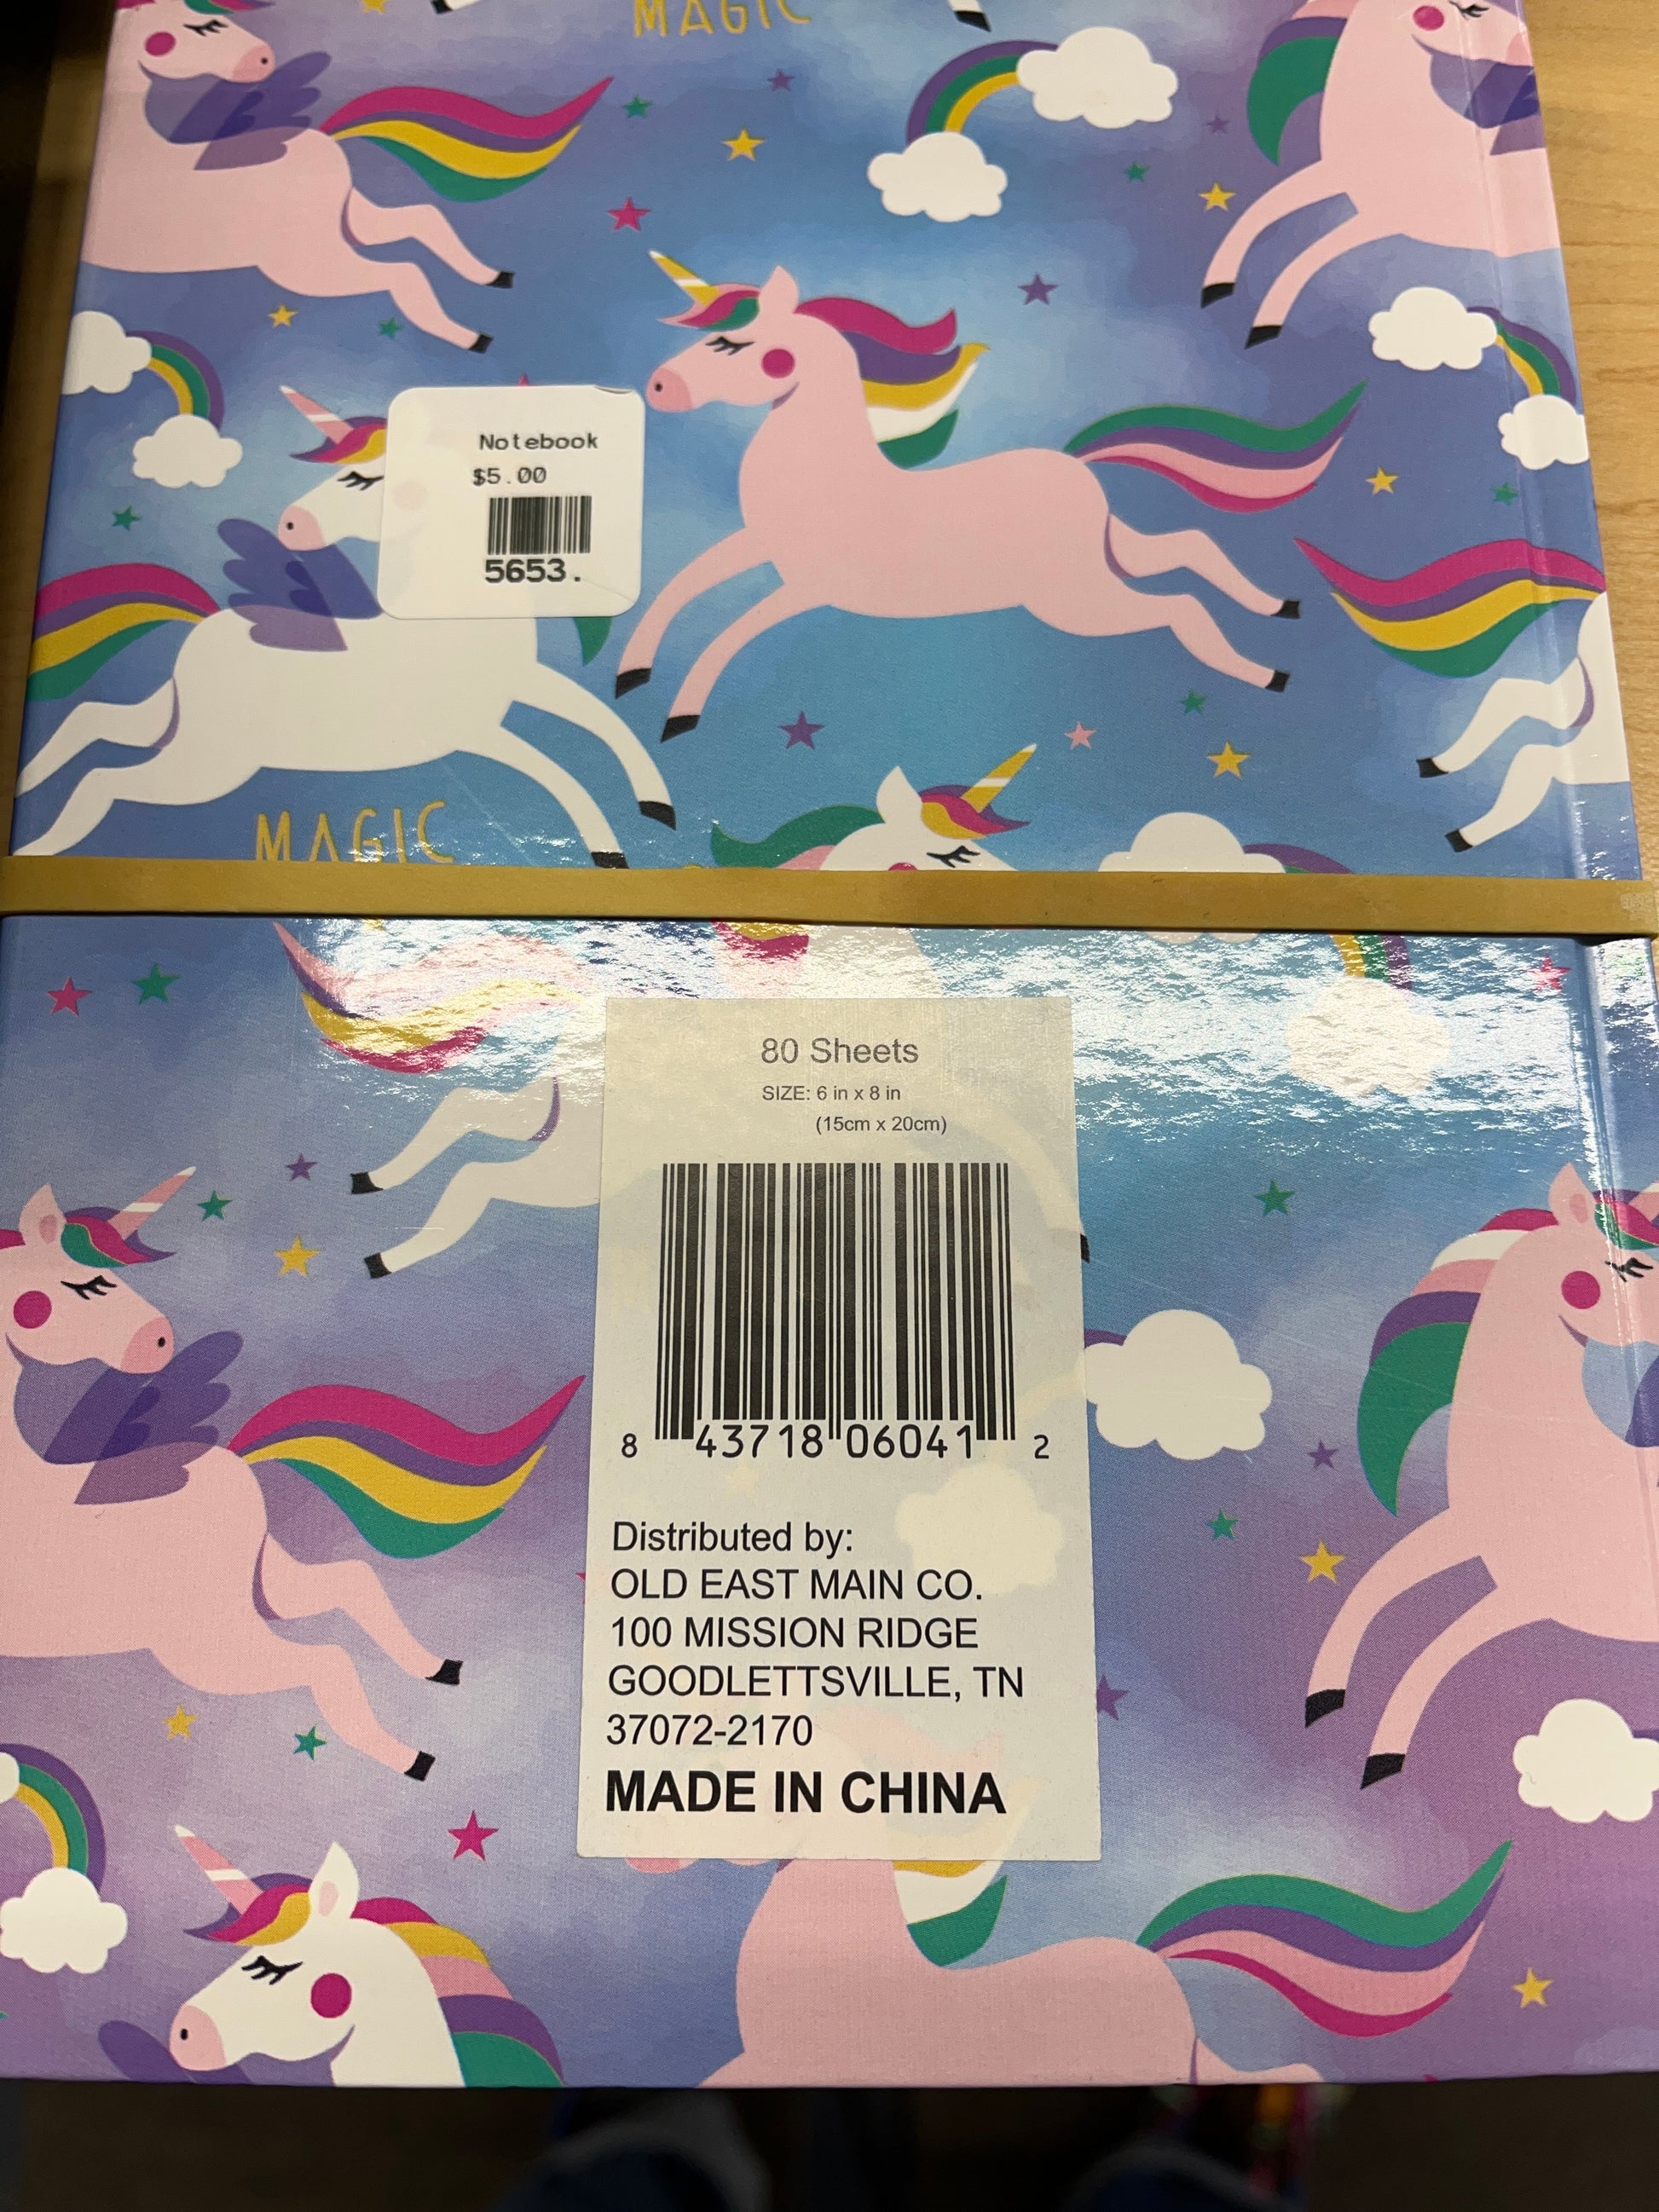 MAGIC
Notebook
$5.00
5653.
MAGIC
80 Sheets
SIZE: 6 in x 8 in
(15cm x 20cm)
8 43718 06041 2
Distributed by:
OLD EAST MAIN CO.
100 MISSION RIDGE
GOODLETTSVILLE, TN
37072-2170
MADE IN CHINA